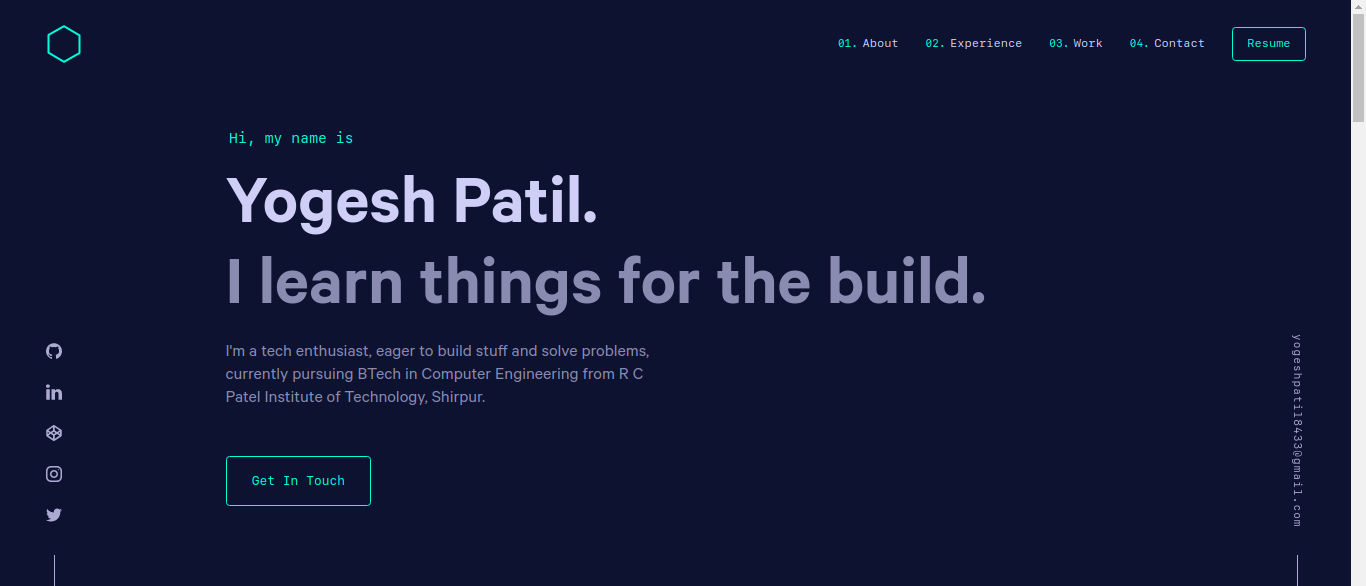 01. About 02. Experience 03. Work 04. Contact Resume
Hi, my name is
Yogesh Patil.
I learn things for the build.
I'm a tech enthusiast, eager to build stuff and solve problems,
currently pursuing BTech in Computer Engineering from R C
Patel Institute of Technology, Shirpur.
Get In Touch
yogeshpatil8433@gmail.com